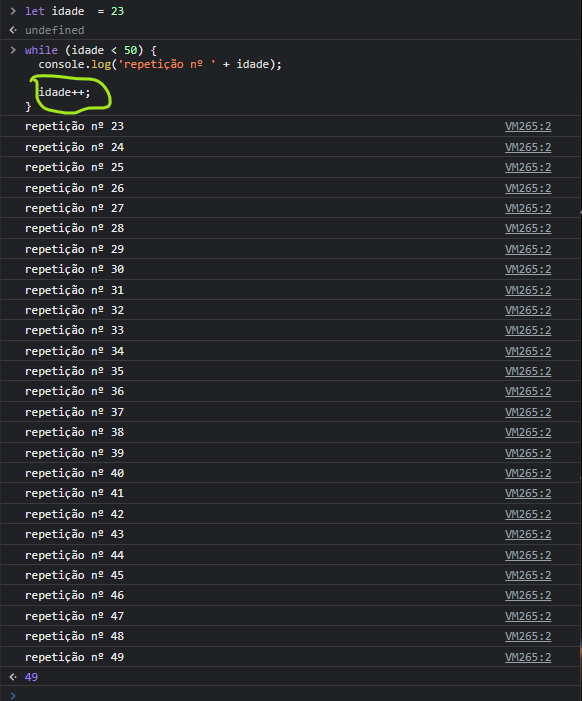 let idade  = 23
undefined
while (idade < 50) {
  console.log('repetição nº ' + idade);
  idade++;
}
repetição nº 23 VM265:2
repetição nº 24 VM265:2
repetição nº 25 VM265:2
repetição nº 26 VM265:2
repetição nº 27 VM265:2
repetição nº 28 VM265:2
repetição nº 29 VM265:2
repetição nº 30 VM265:2
repetição nº 31 VM265:2
repetição nº 32 VM265:2
repetição nº 33 VM265:2
repetição nº 34 VM265:2
repetição nº 35 VM265:2
repetição nº 36 VM265:2
repetição nº 37 VM265:2
repetição nº 38 VM265:2
repetição nº 39 VM265:2
repetição nº 40 VM265:2
repetição nº 41 VM265:2
repetição nº 42 VM265:2
repetição nº 43 VM265:2
repetição nº 44 VM265:2
repetição nº 45 VM265:2
repetição nº 46 VM265:2
repetição nº 47 VM265:2
repetição nº 48 VM265:2
repetição nº 49 VM265:2
49